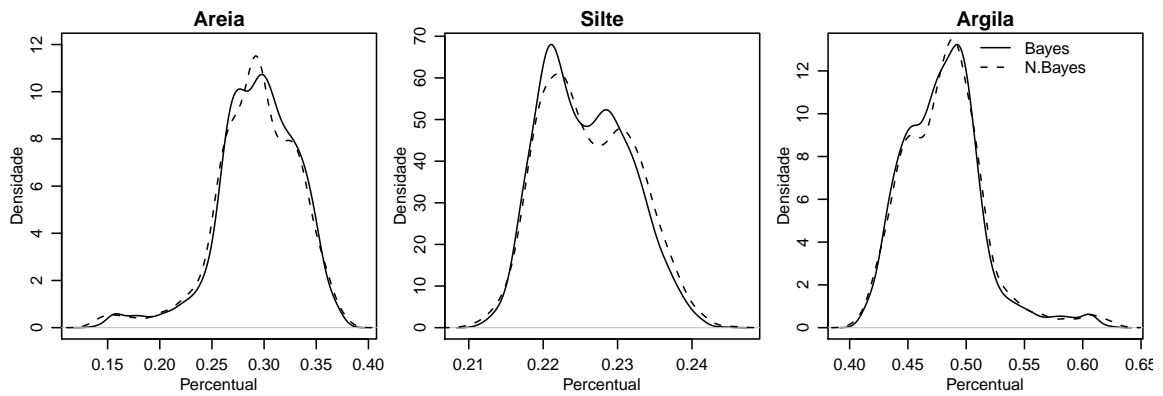 Areia
Densidade
0 2 4 6 8 10 12
0.15 0.20 0.25 0.30 0.35 0.40
Percentual
Silte
Densidade
0 10 20 30 40 50 60 70
0.21 0.22 0.23 0.24
Percentual
Argila
Bayes
N.Bayes
Densidade
0 2 4 6 8 10 12
0.40 0.45 0.50 0.55 0.60 0.65
Percentual